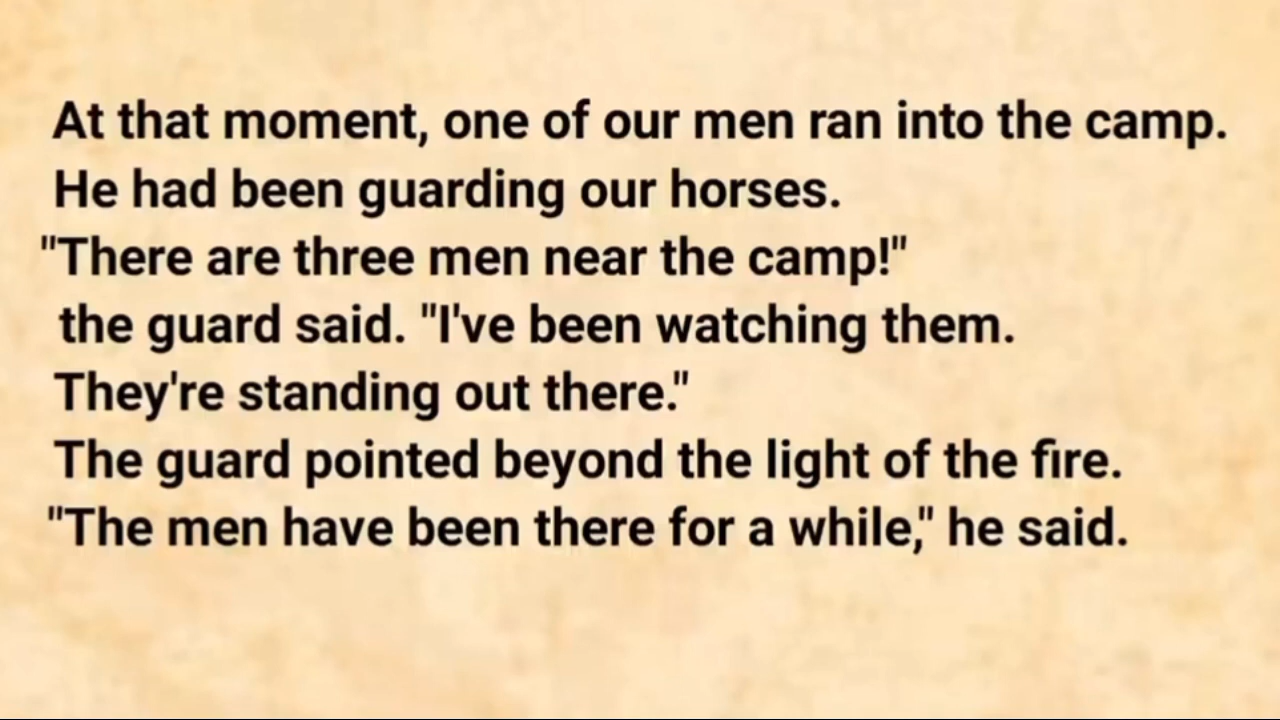 At that moment, one of our men ran into the camp.
He had been guarding our horses.
"There are three men near the camp!"
the guard said. "I've been watching them.
They're standing out there."
The guard pointed beyond the light of the fire.
"The men have been there for a while," he said.